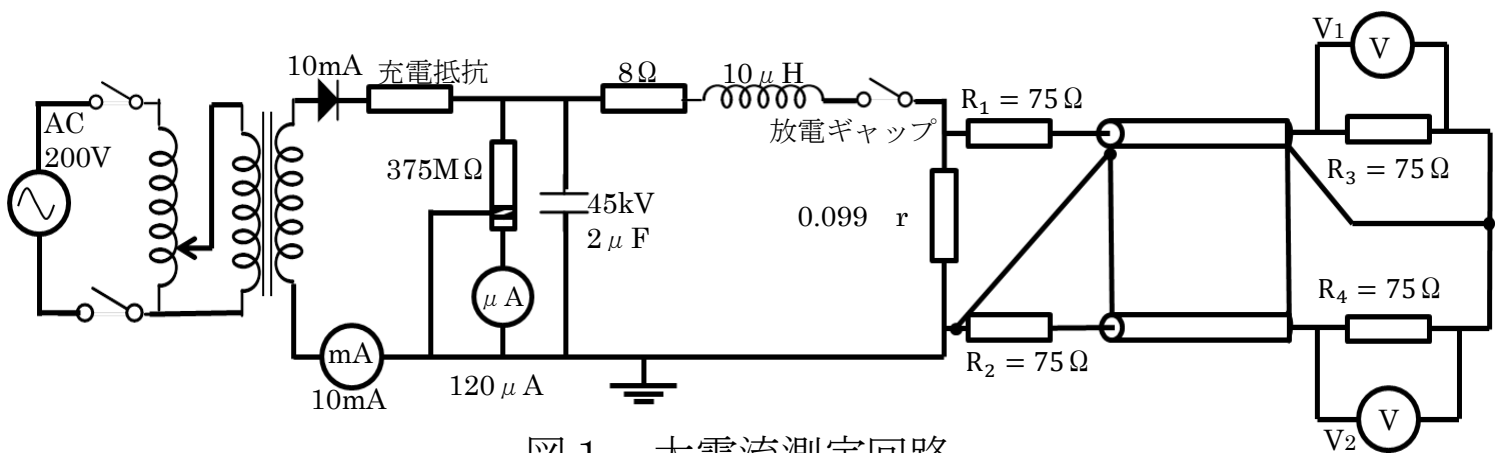 AC
200V
10mA
充電抵抗
375MΩ
μA
120μA
mA
10mA
45kV
2μF
8Ω
10μH
放電ギャップ
0.099 r
R₁ = 75Ω
R₂ = 75Ω
V1
V
R₃ = 75Ω
R₄ = 75Ω
V2
V